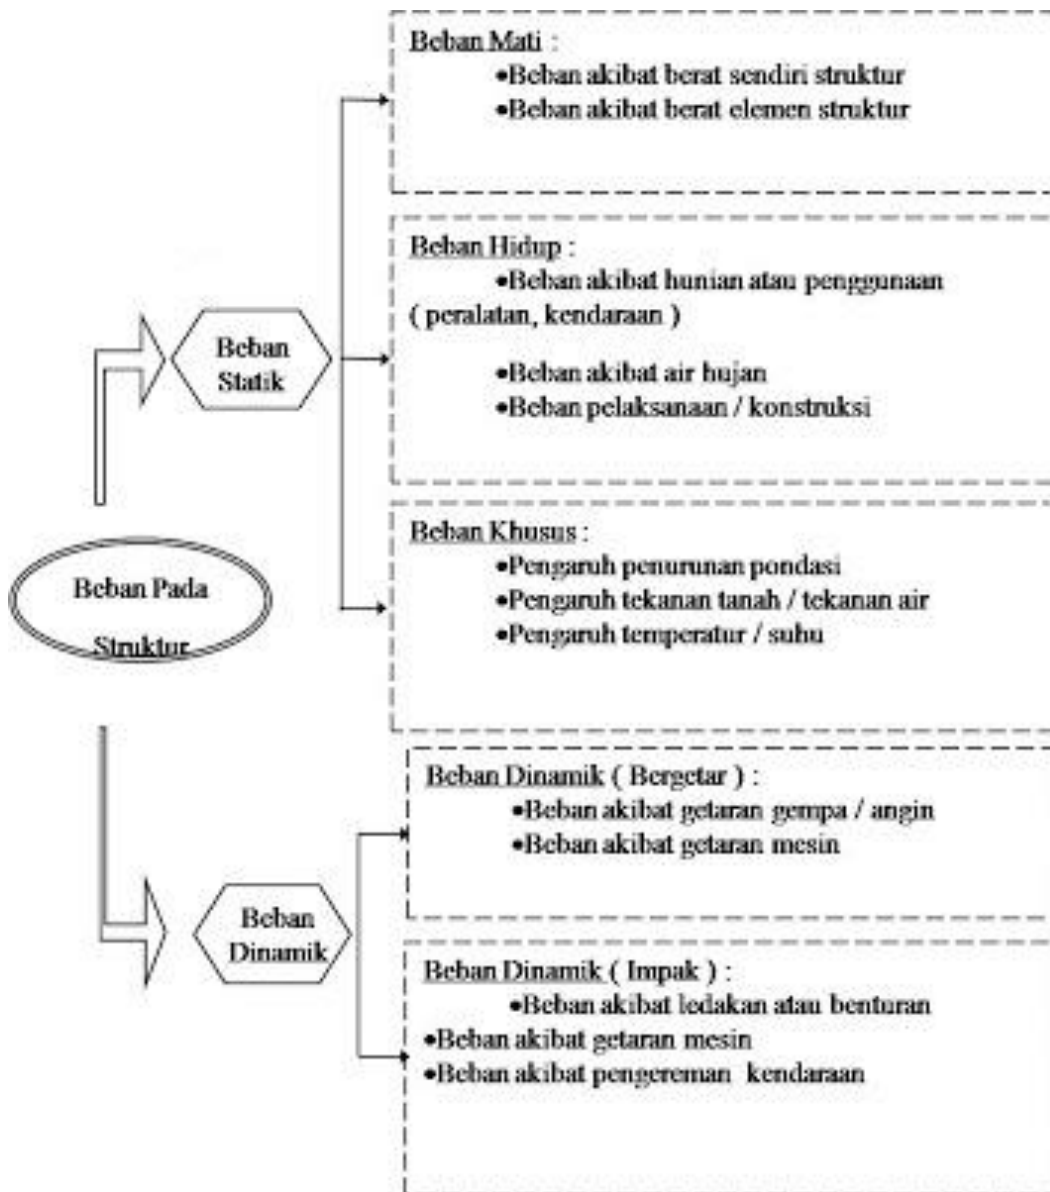 Beban Mati :
•Beban akibat berat sendiri struktur
•Beban akibat berat elemen struktur
Beban Hidup :
•Beban akibat hunian atau penggunaan
( peralatan, kendaraan )
•Beban akibat air hujan
•Beban pelaksanaan / konstruksi
Beban
Statik
Beban Khusus :
•Pengaruh penurunan pondasi
•Pengaruh tekanan tanah / tekanan air
•Pengaruh temperatur / suhu
Beban Pada
Struktur
Beban Dinamik ( Bergetar ) :
•Beban akibat getaran gempa / angin
•Beban akibat getaran mesin
Beban
Dinamik
Beban Dinamik ( Impak ) :
•Beban akibat ledakan atau benturan
•Beban akibat getaran mesin
•Beban akibat pengereman kendaraan